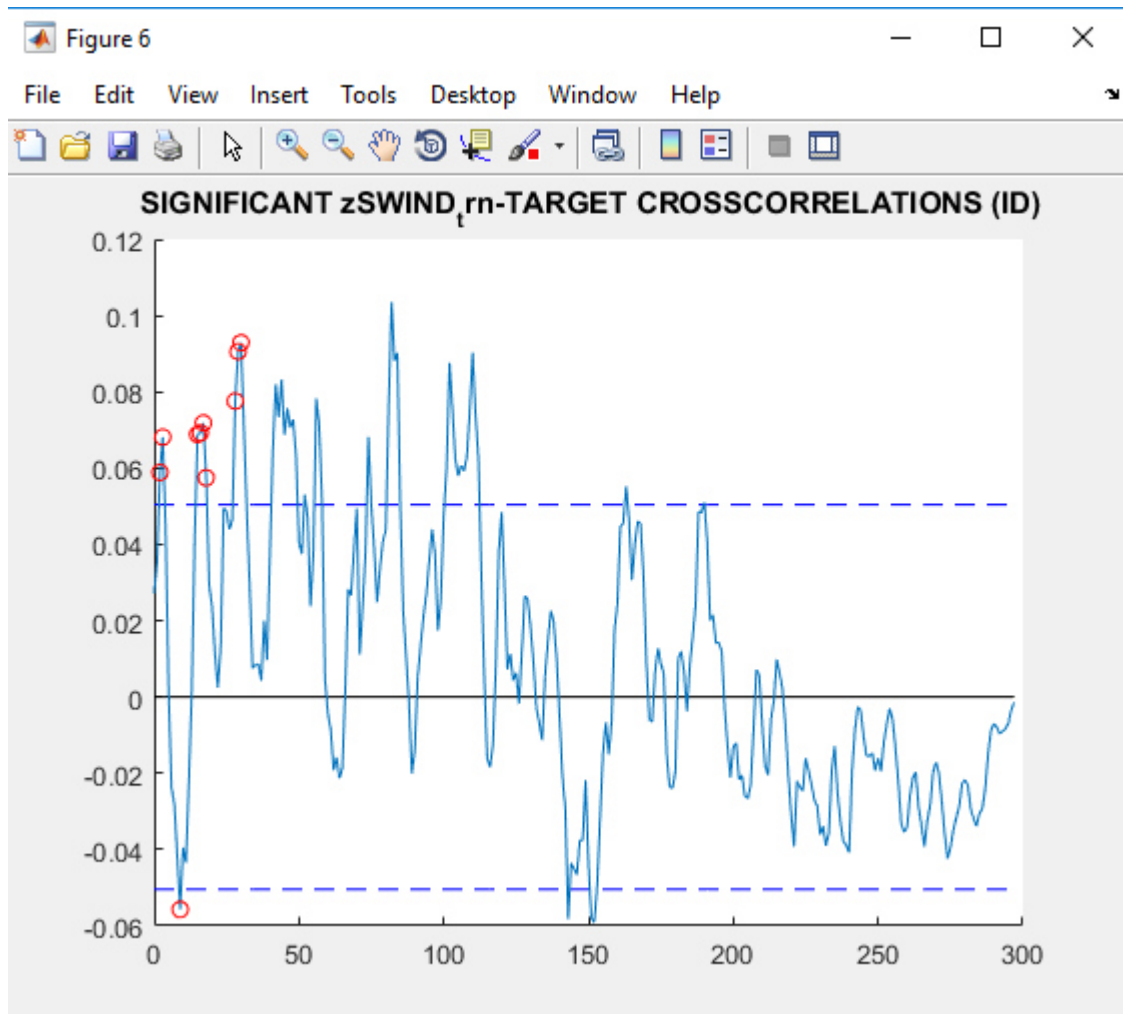 Figure 6
File Edit View Insert Tools Desktop Window Help
SIGNIFICANT zSWIND_trn-TARGET CROSSCORRELATIONS (ID)
0.12
0.1
0.08
0.06
0.04
0.02
0
-0.02
-0.04
-0.06
0 50 100 150 200 250 300